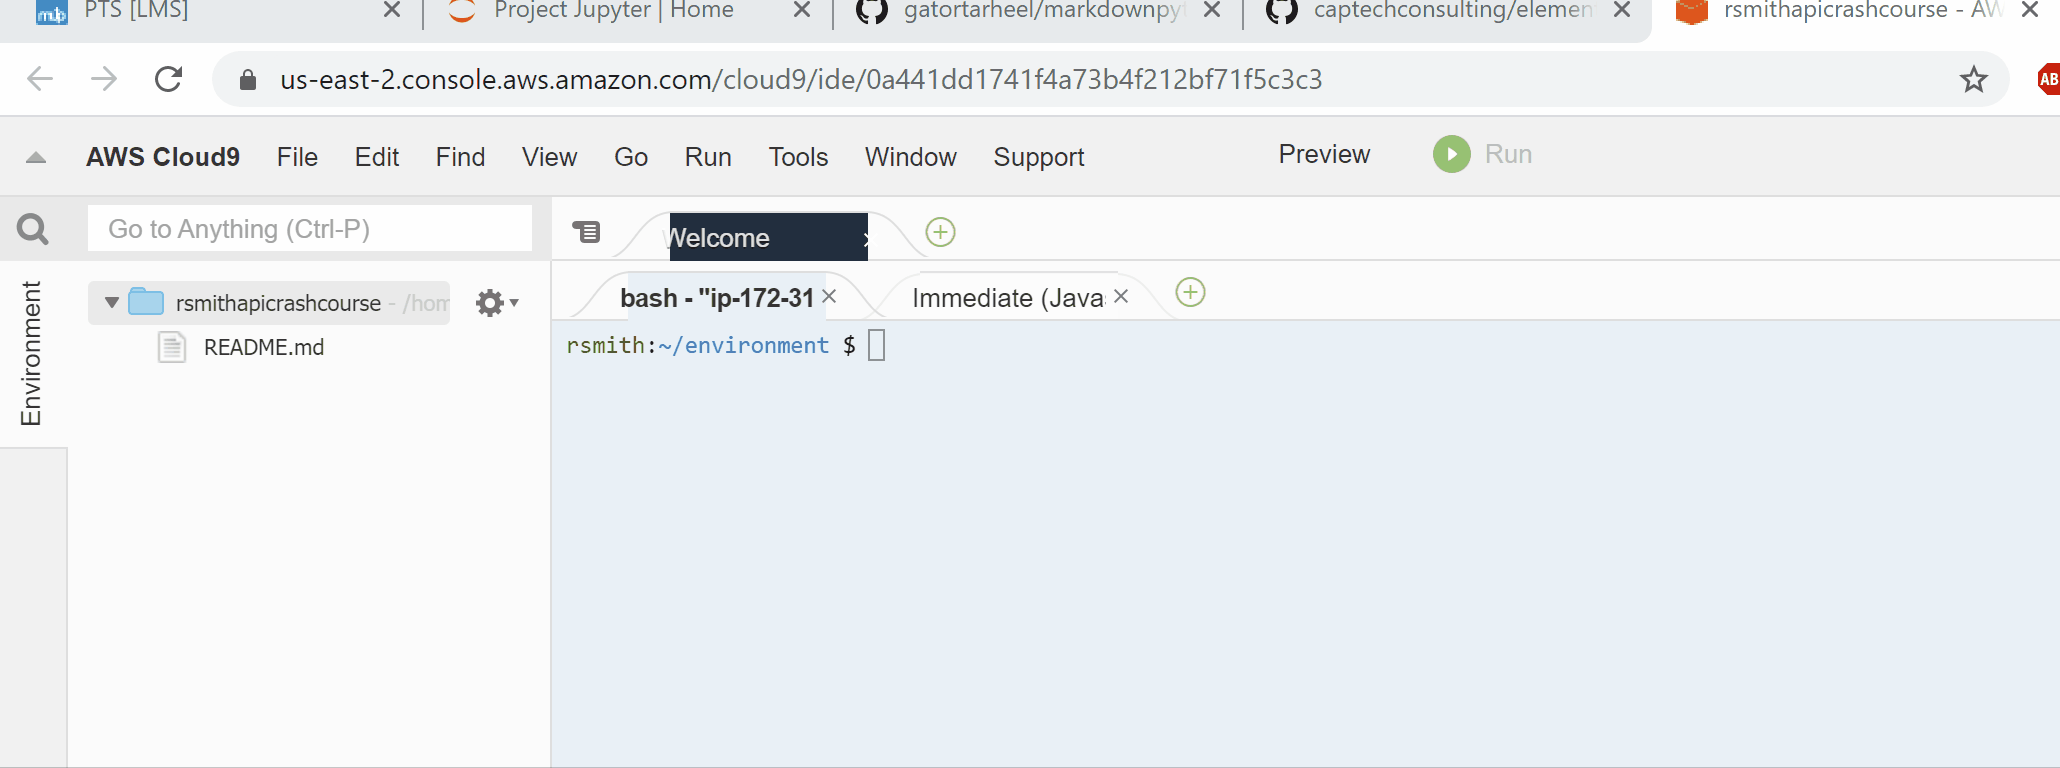 PTS [LMS]
Project Jupyter | Home
gatortarheel/markdownpy
captechconsulting/elemen
rsmithapicrashcourse - AW
us-east-2.console.aws.amazon.com/cloud9/ide/0a441dd1741f4a73b4f212bf71f5c3c3
AB
AWS Cloud9 File Edit Find View Go Run Tools Window Support Preview Run
Go to Anything (Ctrl-P)
Welcome
Environment
rsmithapicrashcourse - /hom
README.md
bash - "ip-172-31
Immediate (Java
rsmith:~/environment $